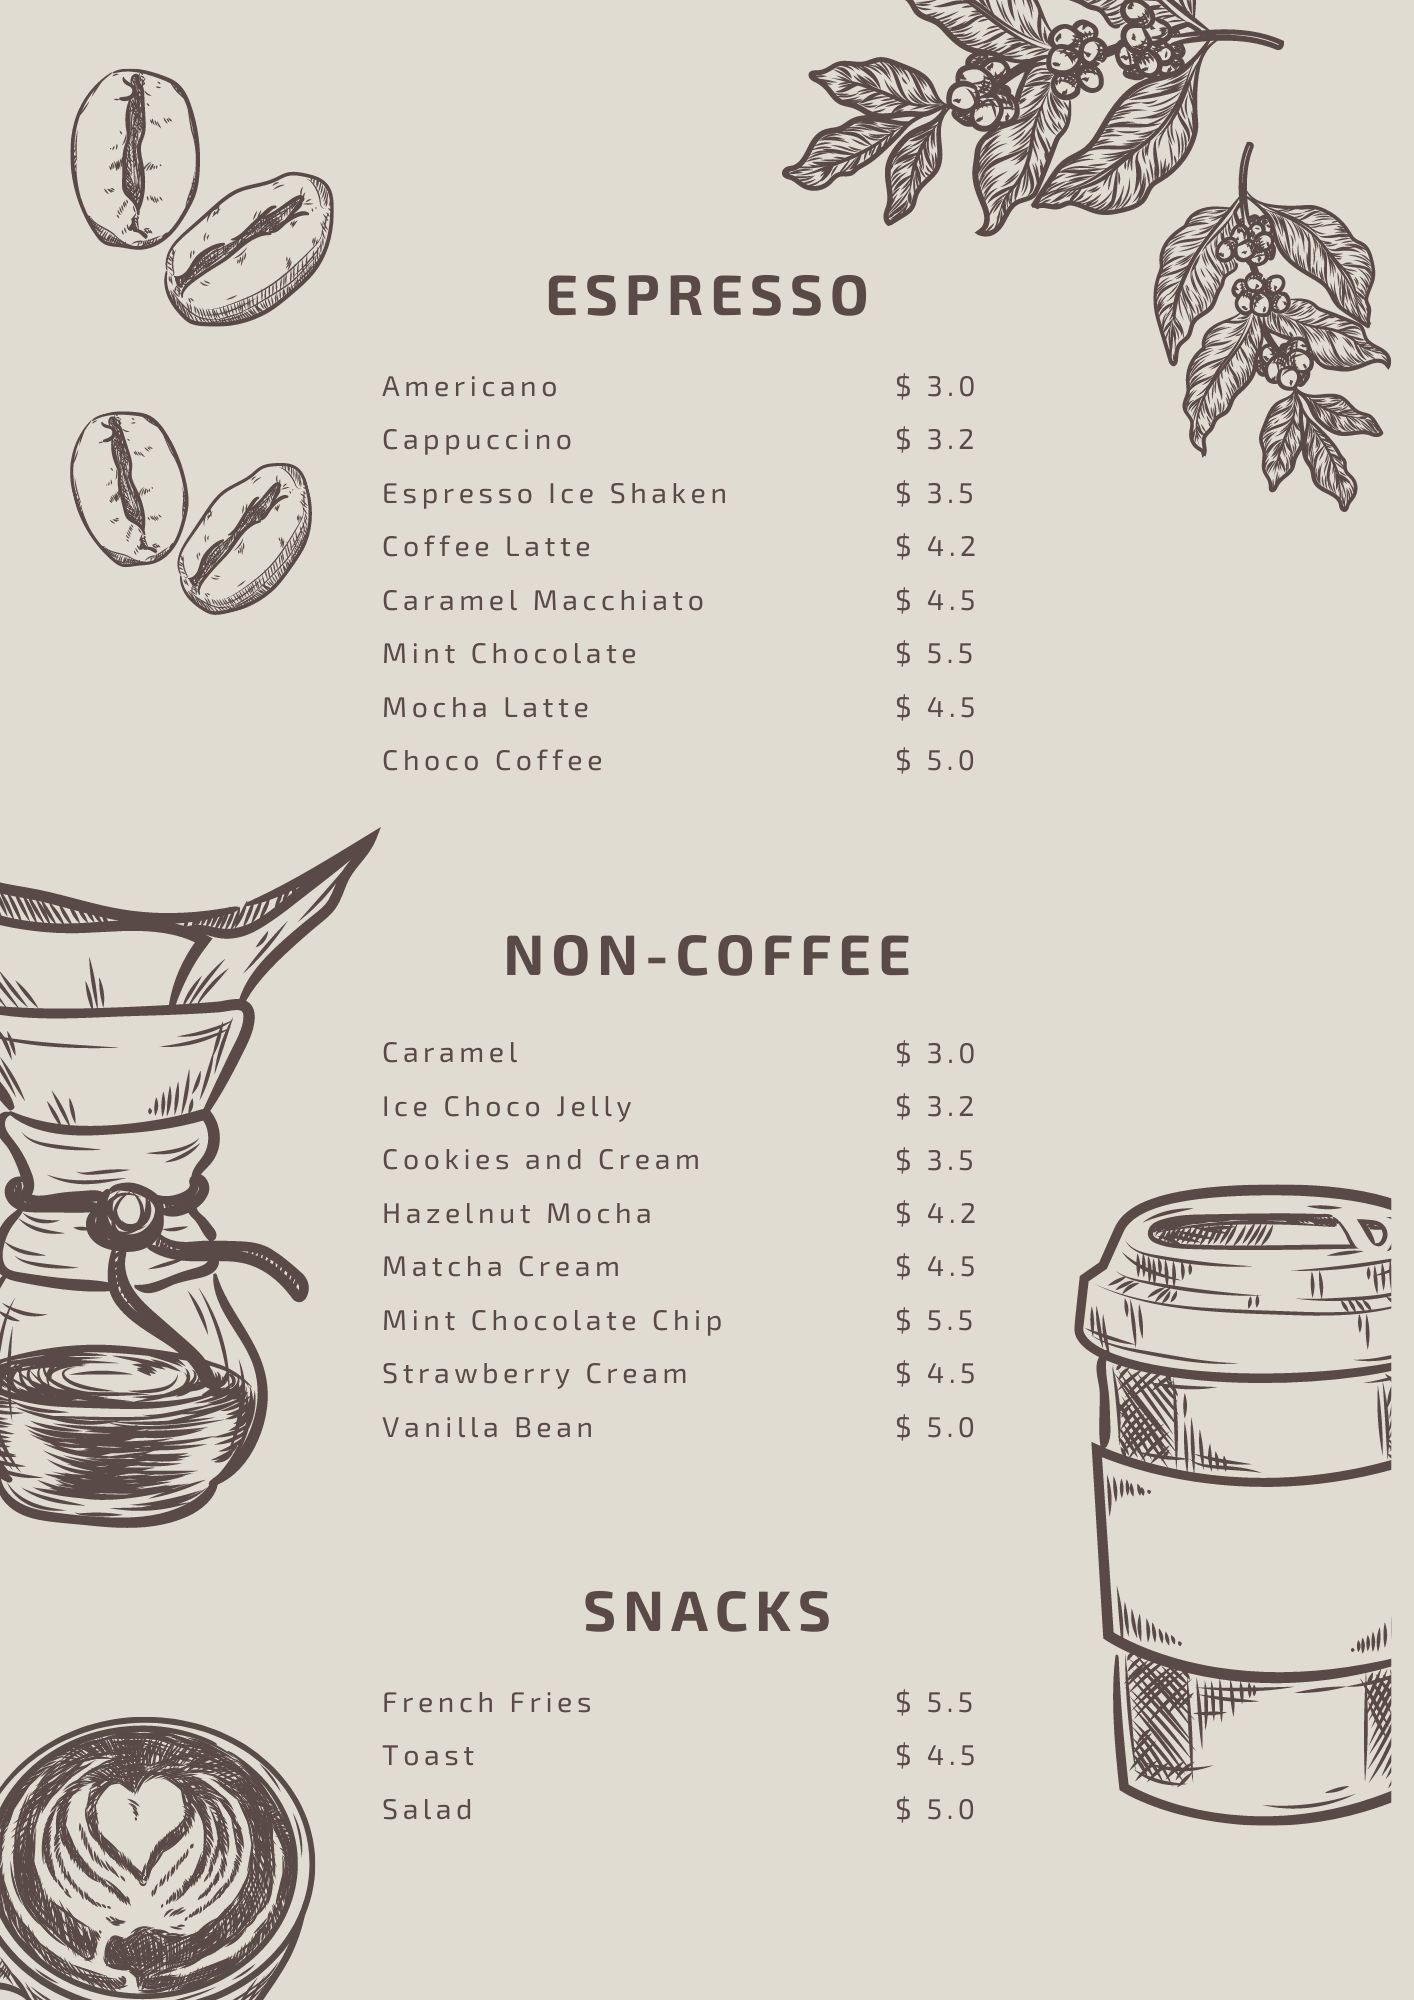 ESPRESSO
Americano $ 3.0
Cappuccino $ 3.2
Espresso Ice Shaken $ 3.5
Coffee Latte $ 4.2
Caramel Macchiato $ 4.5
Mint Chocolate $ 5.5
Mocha Latte $ 4.5
Choco Coffee $ 5.0
NON-COFFEE
Caramel $ 3.0
Ice Choco Jelly $ 3.2
Cookies and Cream $ 3.5
Hazelnut Mocha $ 4.2
Matcha Cream $ 4.5
Mint Chocolate Chip $ 5.5
Strawberry Cream $ 4.5
Vanilla Bean $ 5.0
SNACKS
French Fries $ 5.5
Toast $ 4.5
Salad $ 5.0